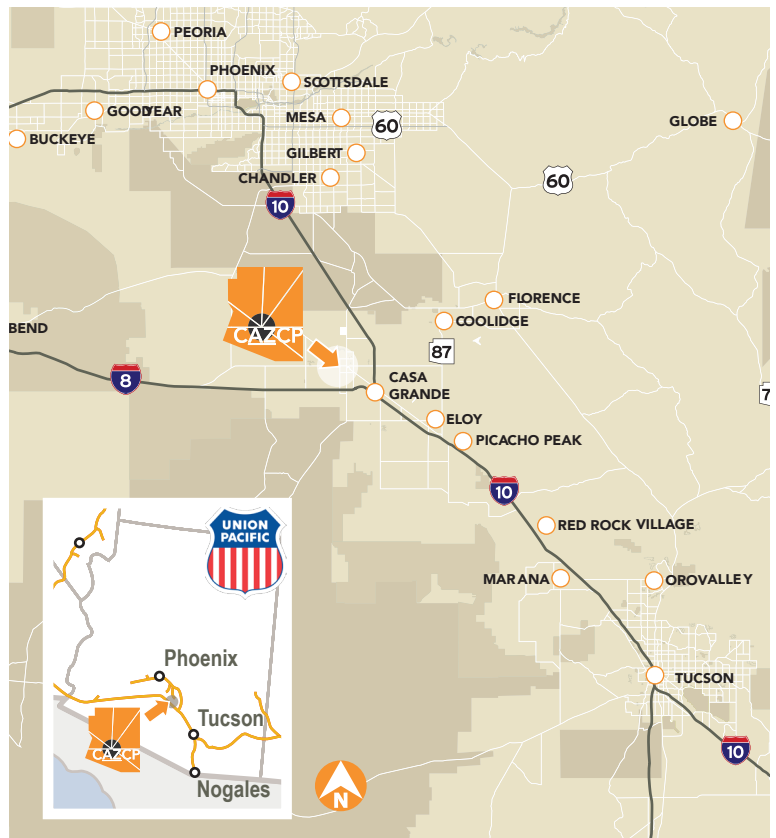 PEORIA
PHOENIX
SCOTTSDALE
GOODYEAR
MESA
60
GLOBE
BUCKEYE
GILBERT
CHANDLER
60
10
FLORENCE
COOLIDGE
BEND
CAZCP
87
8
CASA
GRANDE
7
ELOY
PICACHO PEAK
10
RED ROCK VILLAGE
MARANA
OROVALLEY
TUCSON
10
UNION
PACIFIC
Phoenix
Tucson
CAZCP
Nogales
N